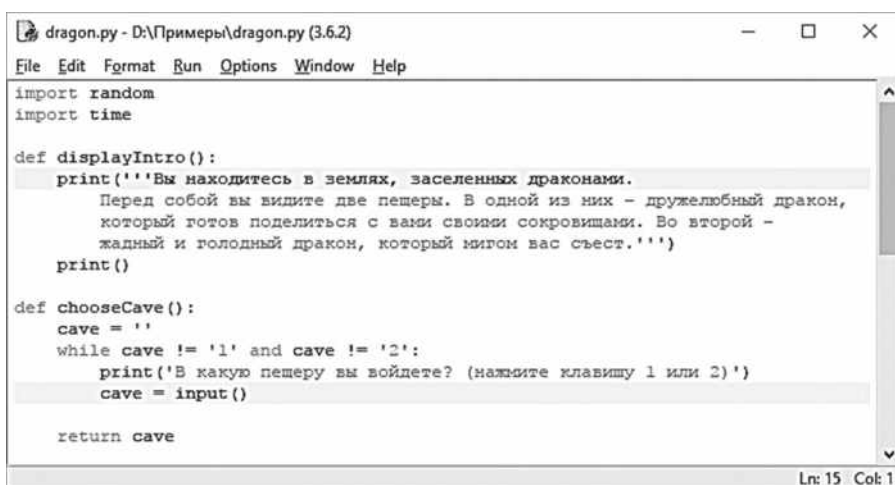 dragon.py - D:\Примеры\dragon.py (3.6.2)
File Edit Format Run Options Window Help
import random
import time
def displayIntro():
    print('''Вы находитесь в землях, заселенных драконами.
        Перед собой вы видите две пещеры. В одной из них – дружелюбный дракон,
        который готов поделиться с вами своими сокровищами. Во второй –
        жадный и голодный дракон, который мигом вас съест.''')
    print()
def chooseCave():
    cave = ''
    while cave != '1' and cave != '2':
        print('В какую пещеру вы войдете? (нажмите клавишу 1 или 2)')
        cave = input()
    return cave
Ln: 15 Col: 1